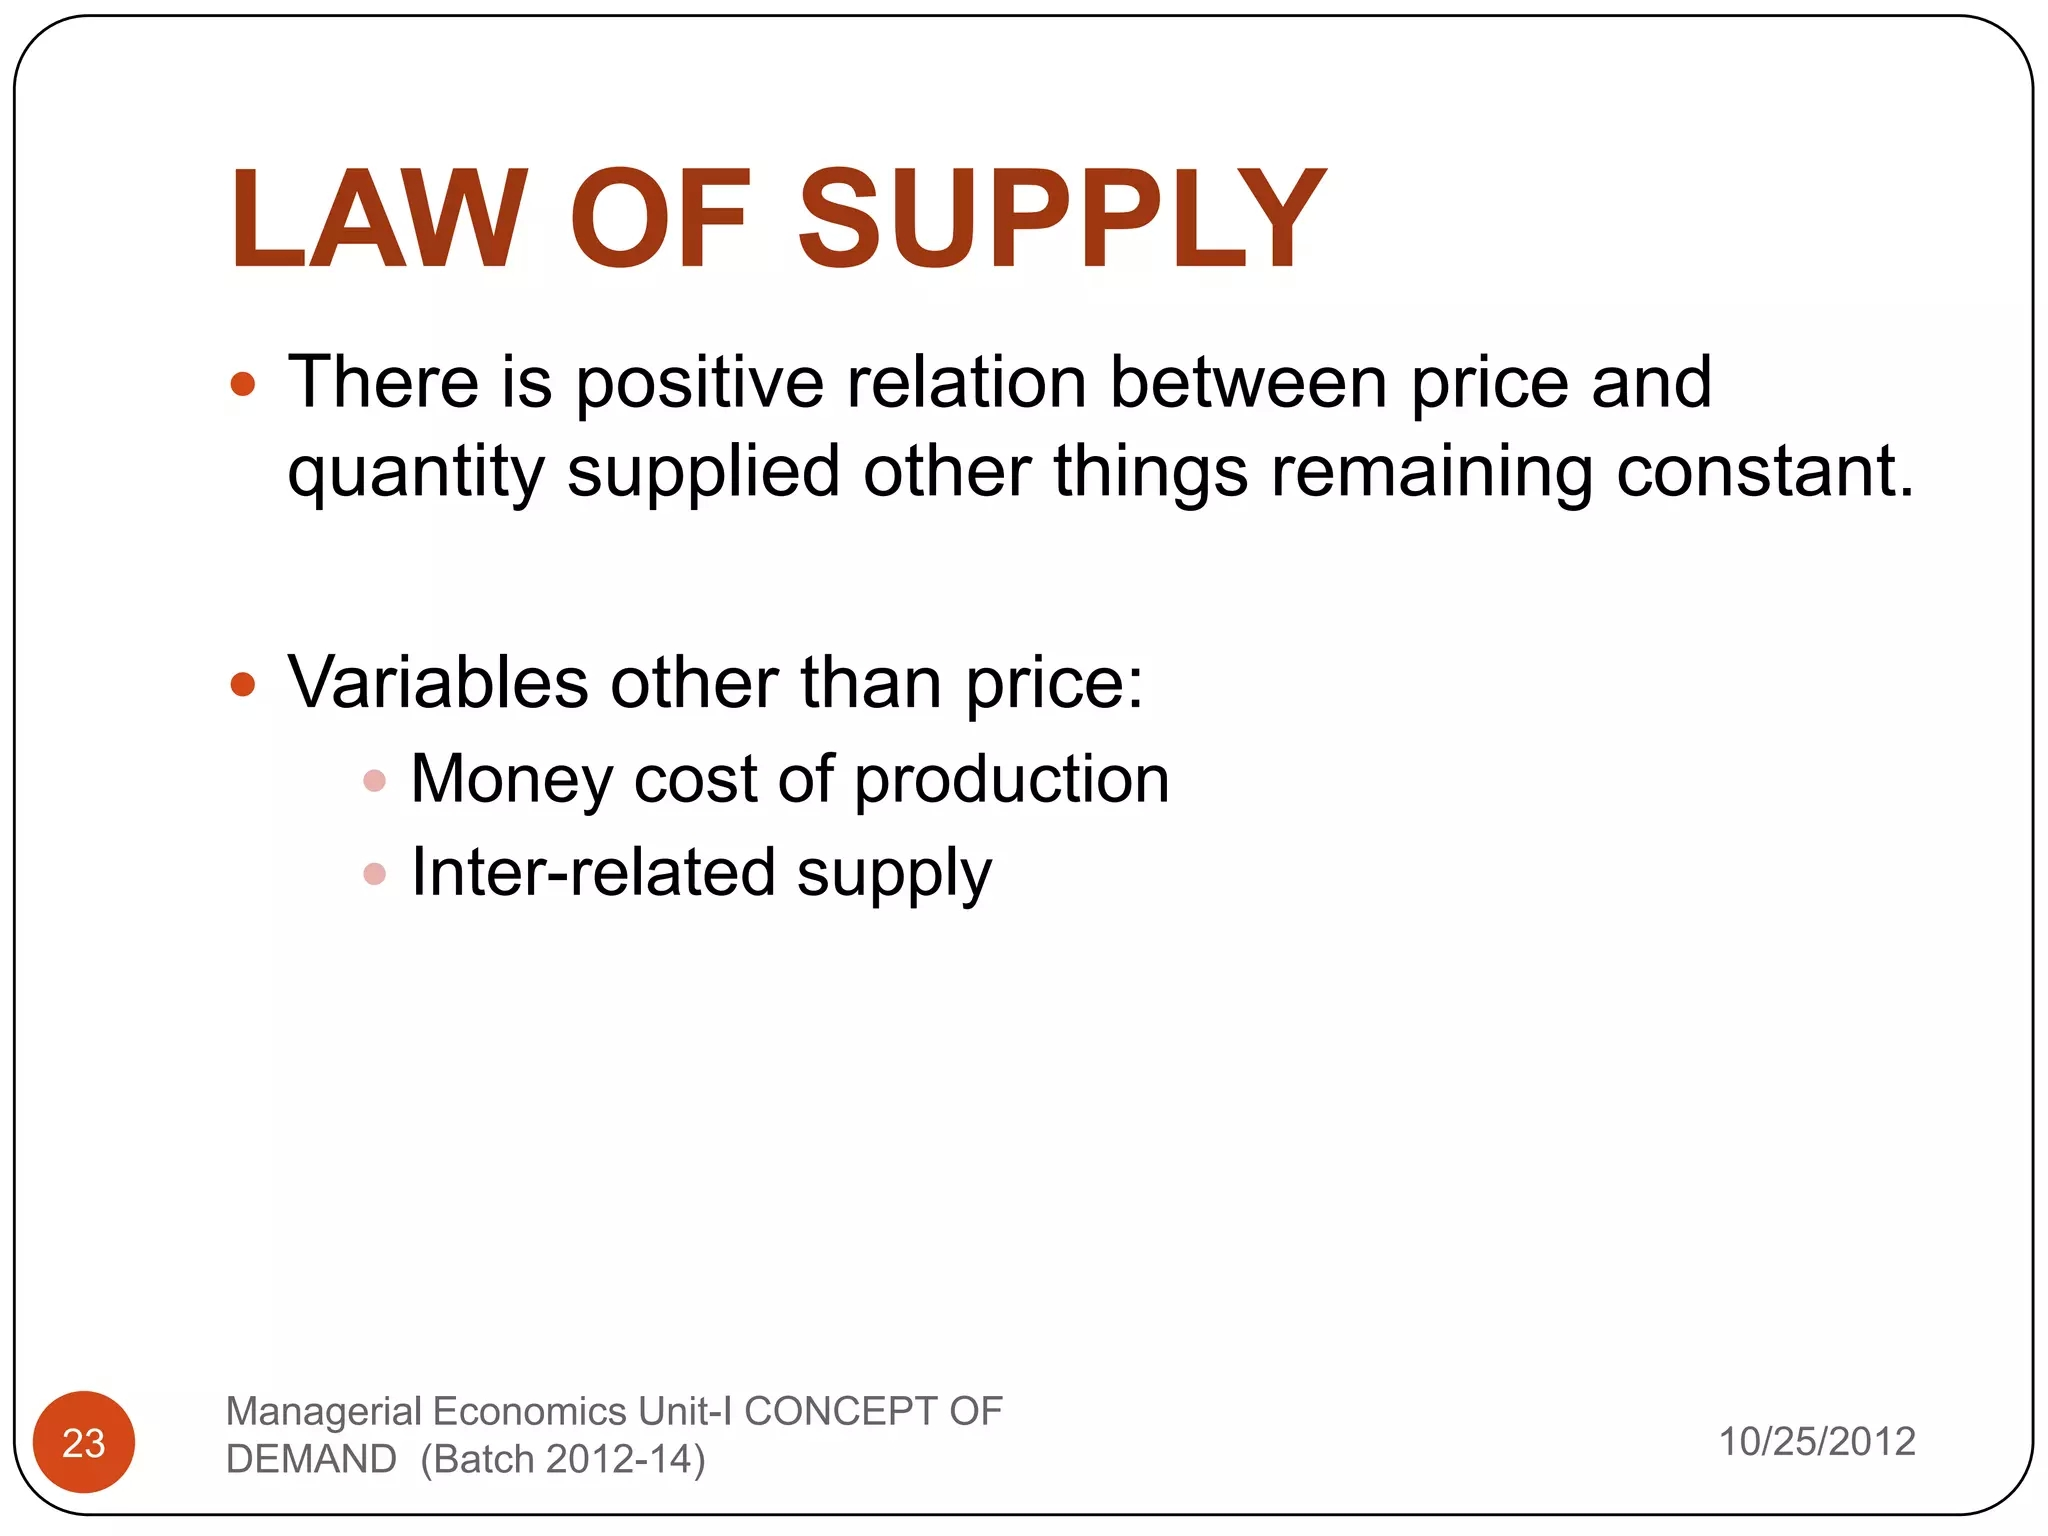 LAW OF SUPPLY
• There is positive relation between price and
quantity supplied other things remaining constant.
• Variables other than price:
• Money cost of production
• Inter-related supply
23
Managerial Economics Unit-I CONCEPT OF
DEMAND (Batch 2012-14)
10/25/2012